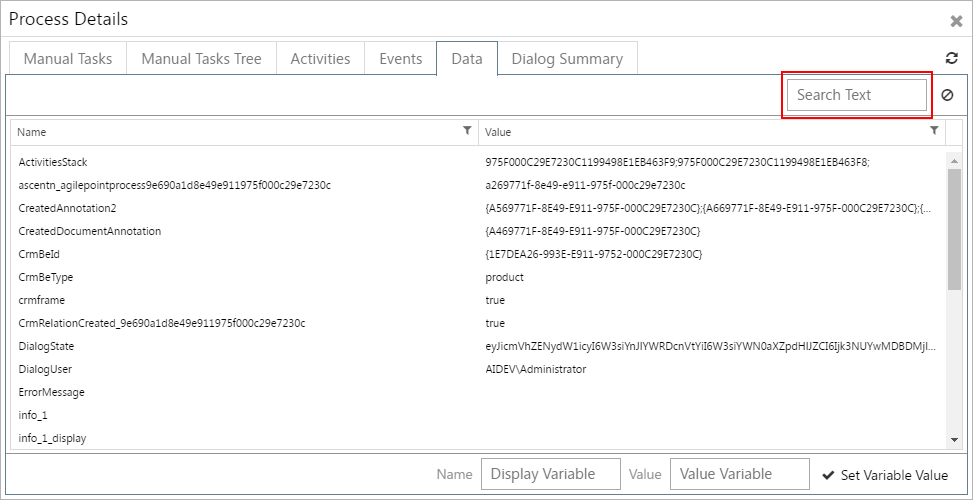 Process Details
Manual Tasks Manual Tasks Tree Activities Events Data Dialog Summary
Search Text
Name Value
ActivitiesStack 975F000C29E7230C1199498E1EB463F9;975F000C29E7230C1199498E1EB463F8;
ascentn_agilepointprocess9e690a1d8e49e911975f000c29e7230c a269771f-8e49-e911-975f-000c29e7230c
CreatedAnnotation2 {A569771F-8E49-E911-975F-000C29E7230C};{A669771F-8E49-E911-975F-000C29E7230C};{...
CreatedDocumentAnnotation {A469771F-8E49-E911-975F-000C29E7230C}
CrmBeId {1E7DEA26-993E-E911-9752-000C29E7230C}
CrmBeType product
crmframe true
CrmRelationCreated_9e690a1d8e49e911975f000c29e7230c true
DialogState eyJicmVhZENydW1icyI6W3siYnJlYWRDcnVtYiI6W3siYWN0aXZpdHlJZCI6Ijk3NUYwMDBDMjl...
DialogUser AIDEV\Administrator
ErrorMessage
info_1
info_1_display
Name Display Variable Value Value Variable Set Variable Value